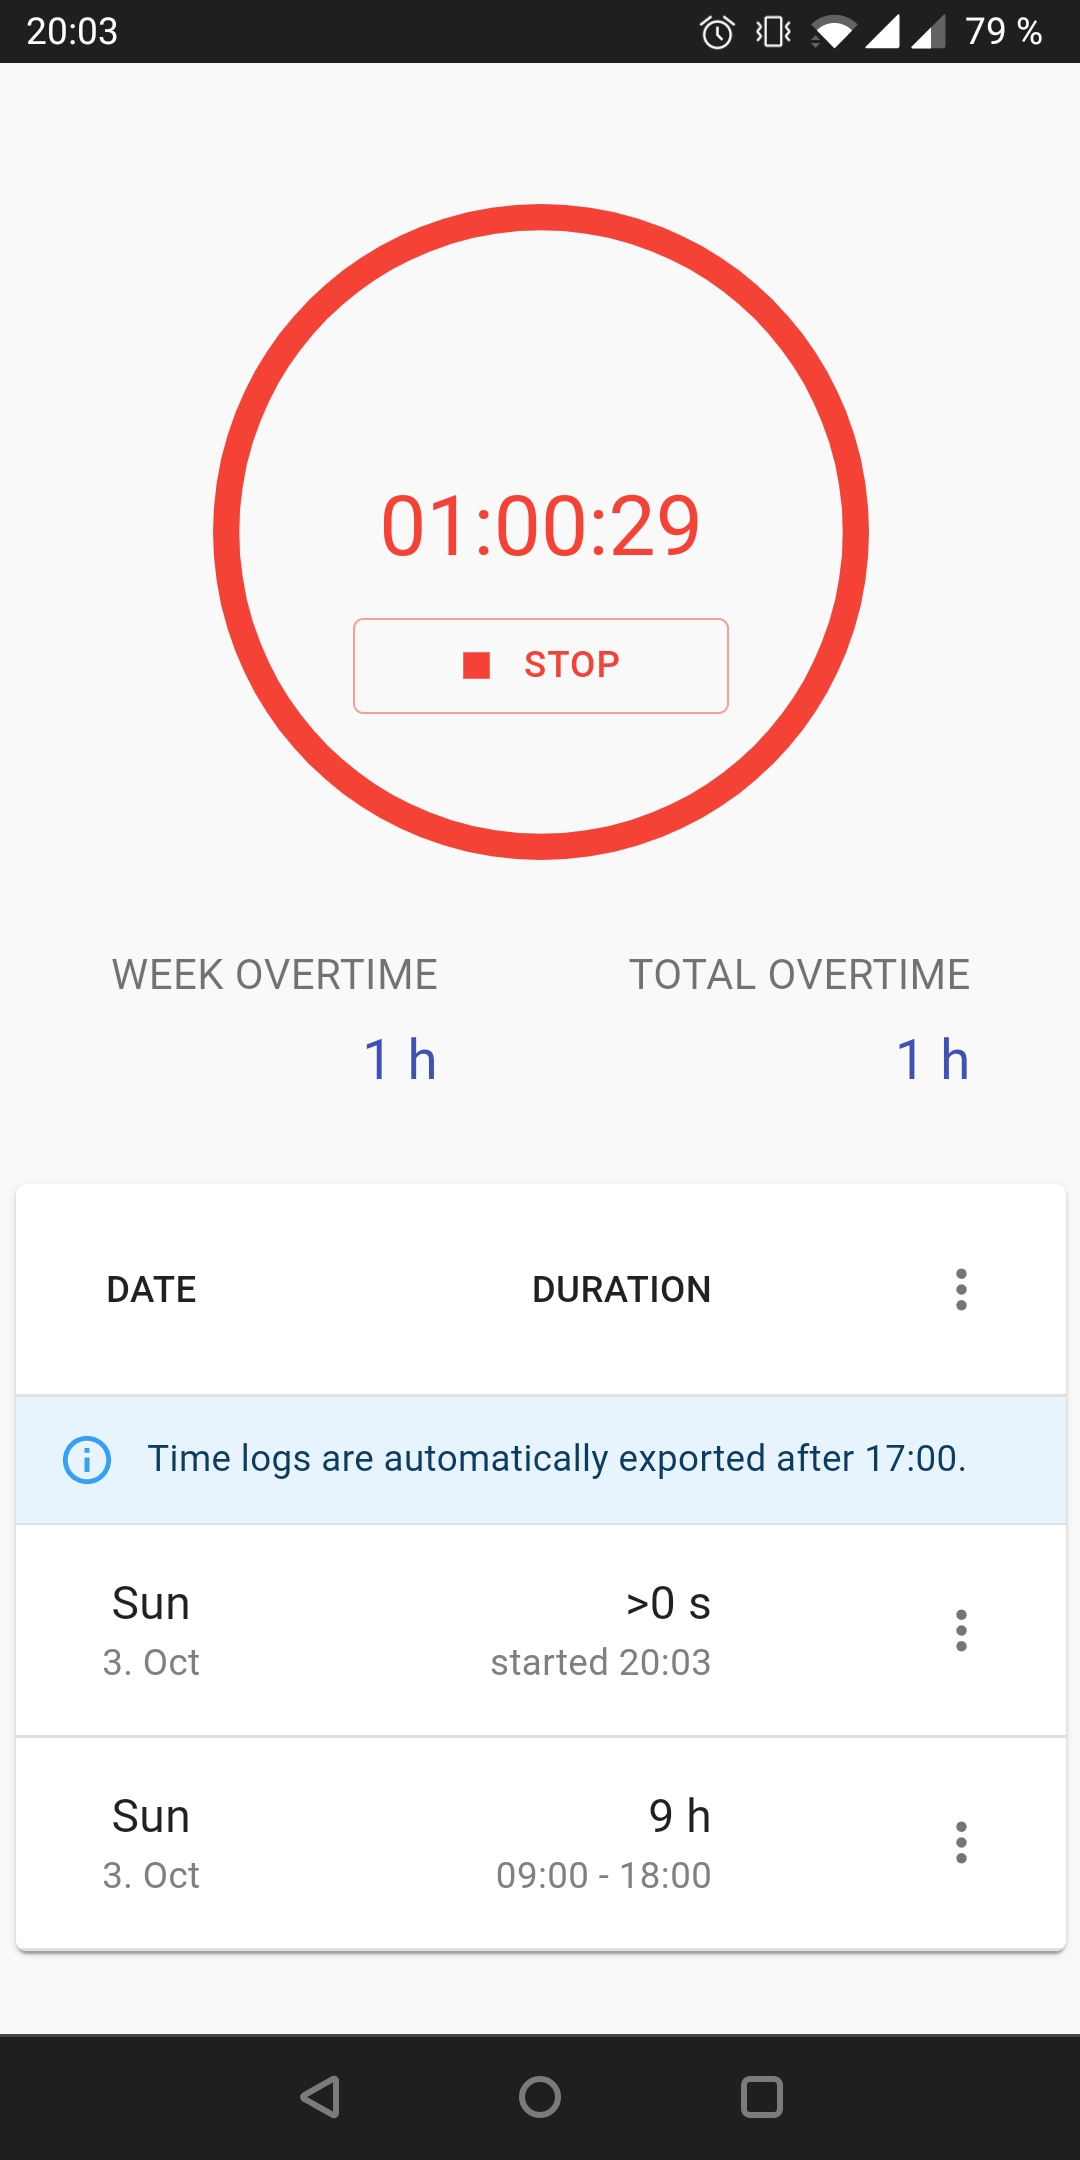 20:03 79 %
01:00:29
STOP
WEEK OVERTIME TOTAL OVERTIME
1 h 1 h
DATE DURATION
Time logs are automatically exported after 17:00.
Sun >0 s
3. Oct started 20:03
Sun 9 h
3. Oct 09:00 - 18:00